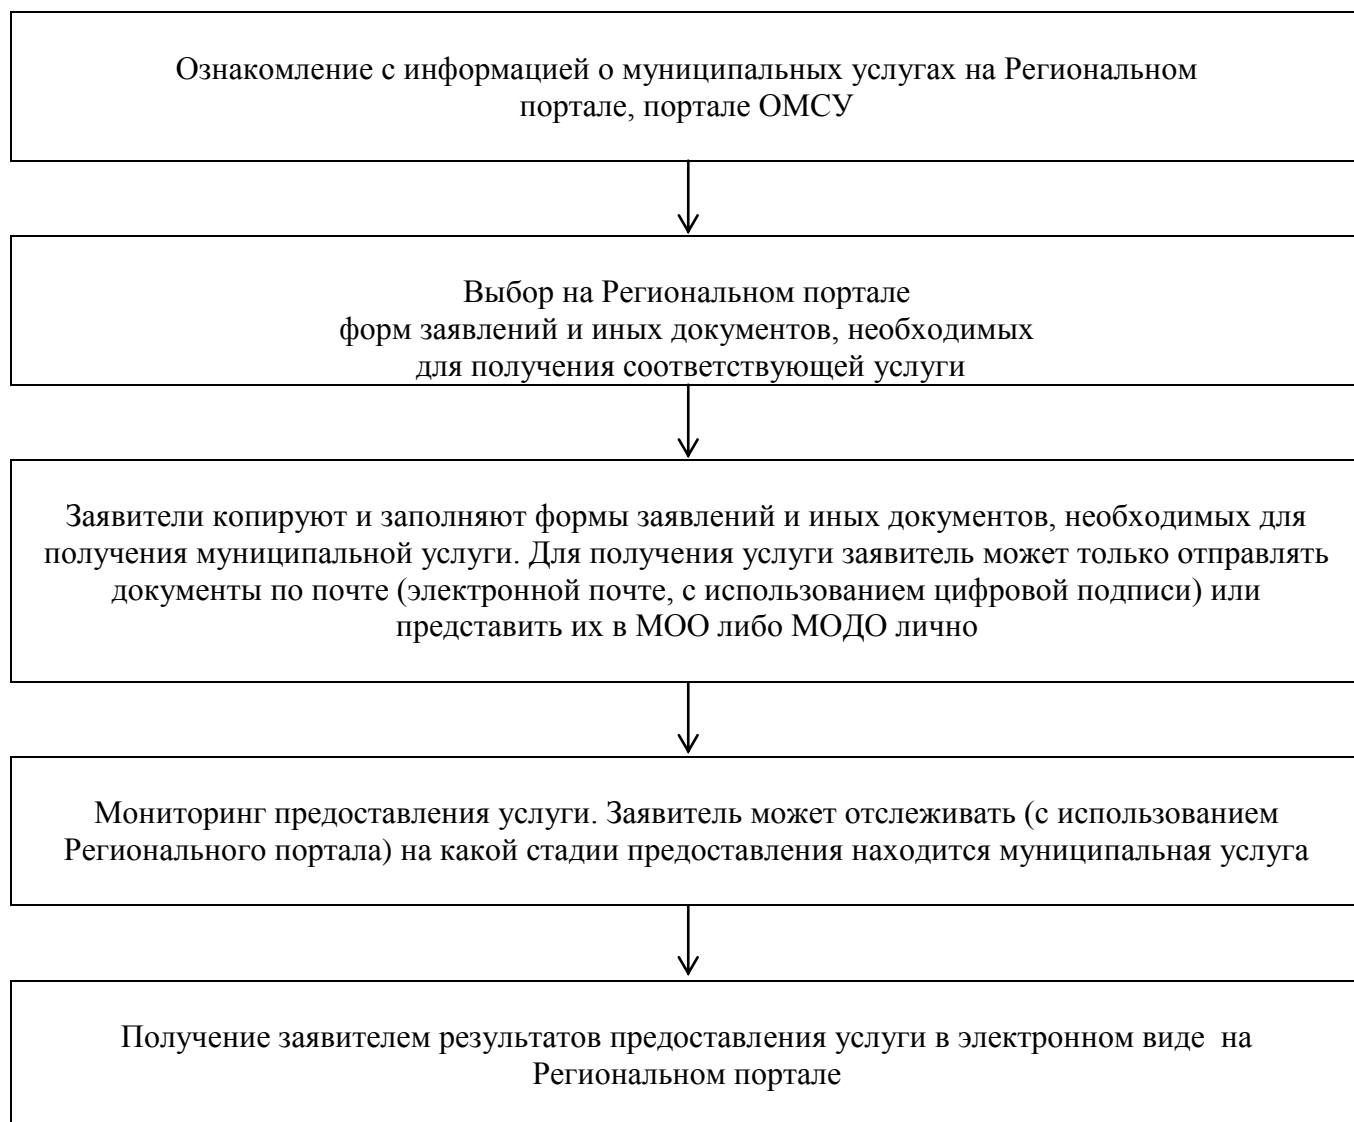 Ознакомление с информацией о муниципальных услугах на Региональном
портале, портале ОМСУ
Выбор на Региональном портале
форм заявлений и иных документов, необходимых
для получения соответствующей услуги
Заявители копируют и заполняют формы заявлений и иных документов, необходимых для
получения муниципальной услуги. Для получения услуги заявитель может только отправлять
документы по почте (электронной почте, с использованием цифровой подписи) или
представить их в МОО либо МОДО лично
Мониторинг предоставления услуги. Заявитель может отслеживать (с использованием
Регионального портала) на какой стадии предоставления находится муниципальная услуга
Получение заявителем результатов предоставления услуги в электронном виде  на
Региональном портале